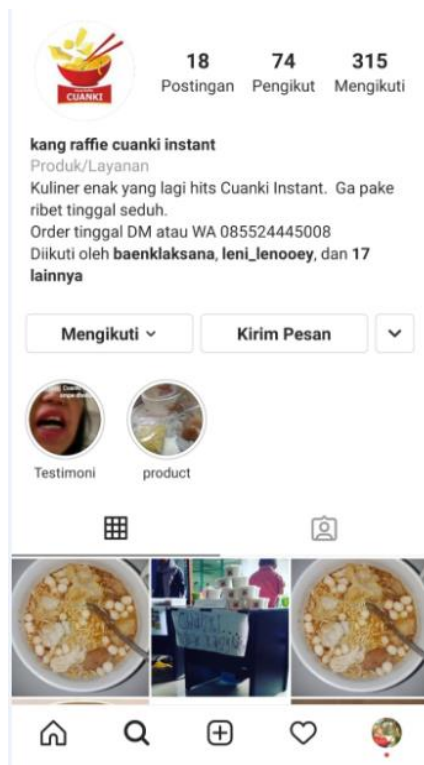 CUANKI
18 74 315
Postingan Pengikut Mengikuti
kang raffie cuanki instant
Produk/Layanan
Kuliner enak yang lagi hits Cuanki Instant. Ga pake
ribet tinggal seduh.
Order tinggal DM atau WA 085524445008
Diikuti oleh baenklaksana, leni_lenooey, dan 17
lainnya
Mengikuti
Kirim Pesan
Testimoni
product